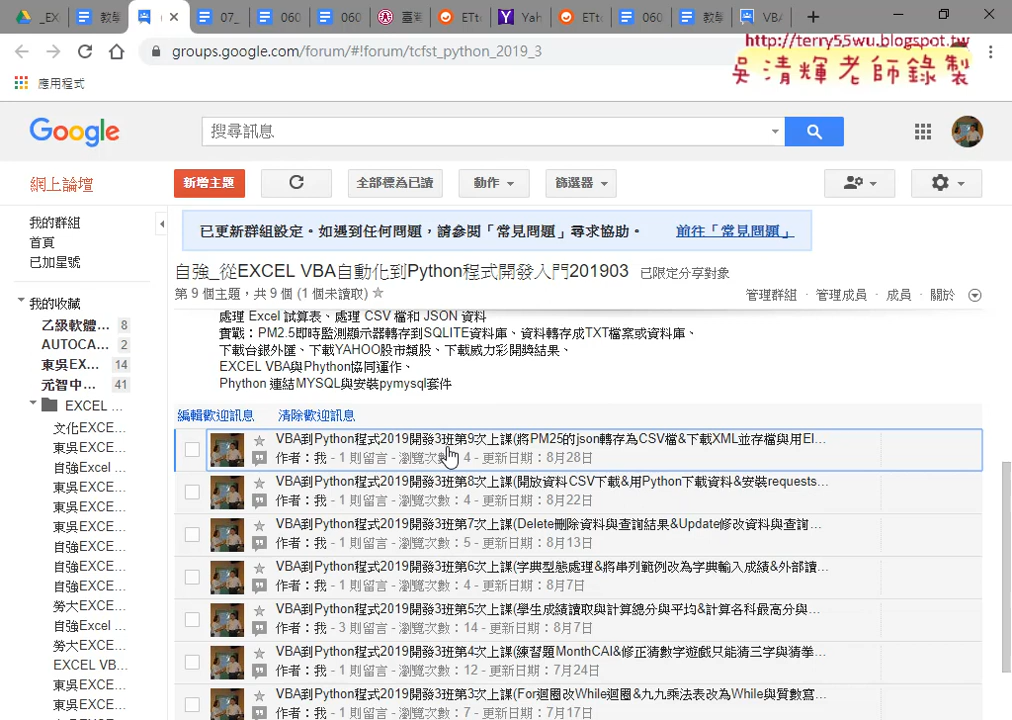 _EX
教學
07_
060
060
臺灣
ETt
Yah
ETt
060
教學
VBA
groups.google.com/forum/#!forum/tcfst_python_2019_3
http://terry55wu.blogspot.tw
吳清輝老師錄製
應用程式
Google
搜尋訊息
網上論壇
新增主題
全部標為已讀
動作
篩選器
我的群組
首頁
已加星號
我的收藏
乙級軟體... 8
AUTOCA... 2
東吳EX... 14
元智中... 41
EXCEL ...
文化EXCE...
東吳EXCE...
自強Excel ...
東吳EXCE...
東吳EXCE...
東吳EXCE...
自強EXCE...
自強EXCE...
自強EXCE...
勞大EXCE...
自強Excel ...
勞大EXCE...
EXCEL VB...
東吳EXCE...
東吳EXCE...
已更新群組設定。如遇到任何問題，請參閱「常見問題」尋求協助。 前往「常見問題」
自強_從EXCEL VBA自動化到Python程式開發入門201903 已限定分享對象
第 9 個主題，共 9 個 (1 個未讀取)
管理群組 · 管理成員 · 成員 · 關於
處理 Excel 試算表、處理 CSV 檔和 JSON 資料
實戰：PM2.5即時監測顯示器轉存到SQLITE資料庫、資料轉存成TXT檔案或資料庫、
下載台銀外匯、下載YAHOO股市類股、下載威力彩開獎結果、
EXCEL VBA與Phython協同運作、
Phython 連結MYSQL與安裝pymysql套件
編輯歡迎訊息 清除歡迎訊息
VBA到Python程式2019開發3班第9次上課(將PM25的json轉存為CSV檔&下載XML並存檔與用El...
作者：我 - 1 則留言 - 瀏覽次數：4 - 更新日期：8月28日
VBA到Python程式2019開發3班第8次上課(開放資料CSV下載&用Python下載資料&安裝requests...
作者：我 - 1 則留言 - 瀏覽次數：4 - 更新日期：8月22日
VBA到Python程式2019開發3班第7次上課(Delete刪除資料與查詢結果&Update修改資料與查詢...
作者：我 - 1 則留言 - 瀏覽次數：5 - 更新日期：8月13日
VBA到Python程式2019開發3班第6次上課(字典型態處理&將串列範例改為字典輸入成績&外部讀...
作者：我 - 1 則留言 - 瀏覽次數：4 - 更新日期：8月7日
VBA到Python程式2019開發3班第5次上課(學生成績讀取與計算總分與平均&計算各科最高分與...
作者：我 - 3 則留言 - 瀏覽次數：14 - 更新日期：8月7日
VBA到Python程式2019開發3班第4次上課(練習題MonthCAl&修正猜數字遊戲只能猜三字與猜拳...
作者：我 - 1 則留言 - 瀏覽次數：12 - 更新日期：7月24日
VBA到Python程式2019開發3班第3次上課(For迴圈改While迴圈&九九乘法表改為While與質數寫...
作者：我 - 1 則留言 - 瀏覽次數：7 - 更新日期：7月17日